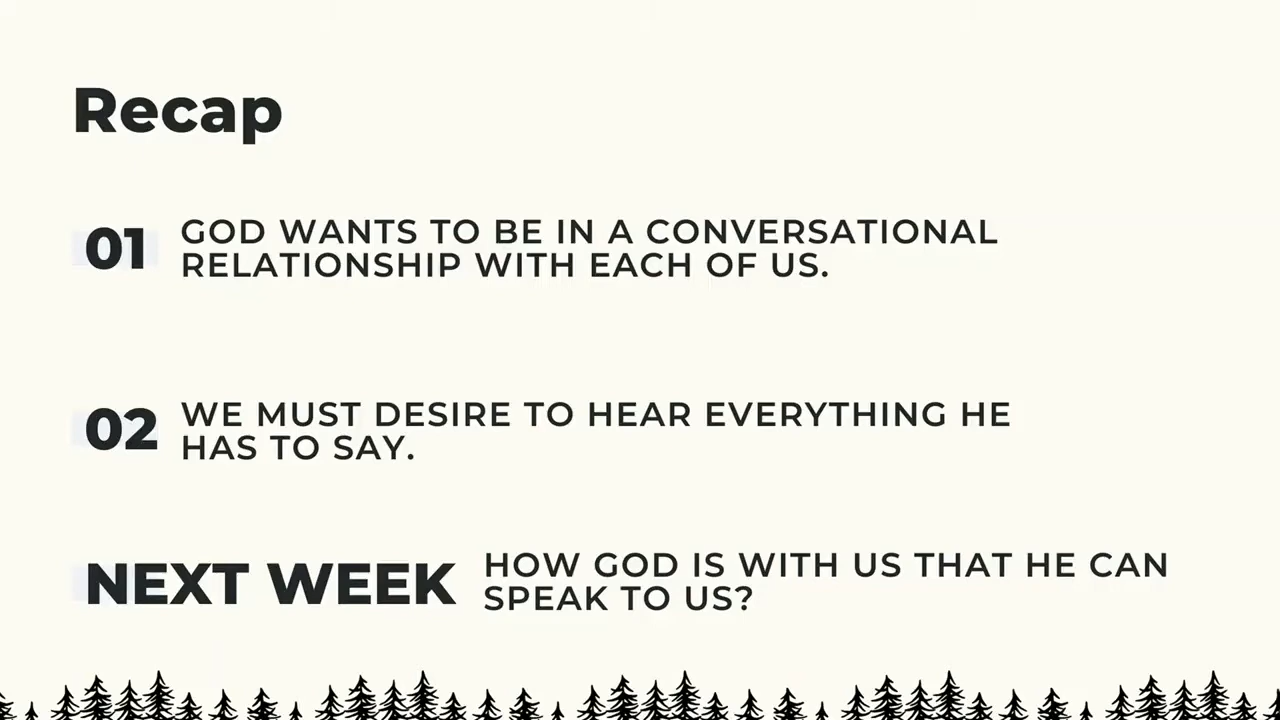 Recap
01 GOD WANTS TO BE IN A CONVERSATIONAL
RELATIONSHIP WITH EACH OF US.
02 WE MUST DESIRE TO HEAR EVERYTHING HE
HAS TO SAY.
NEXT WEEK HOW GOD IS WITH US THAT HE CAN
SPEAK TO US?